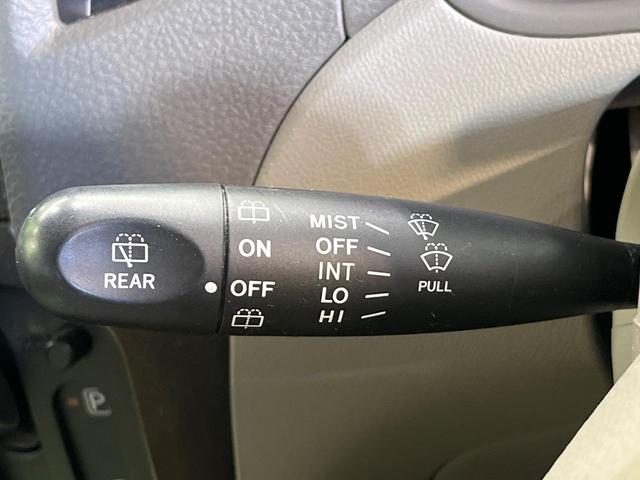 REAR
ON
OFF
MIST
OFF
INT
LO
HI
PULL
P